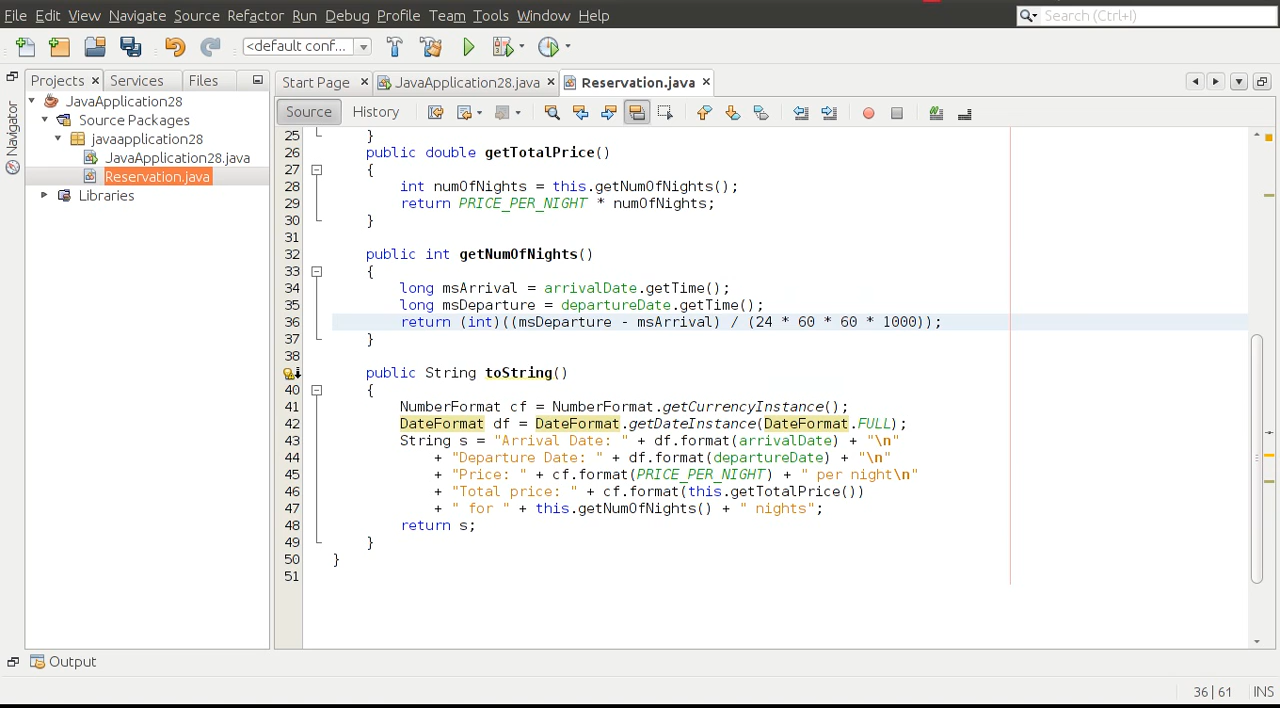 File Edit View Navigate Source Refactor Run Debug Profile Team Tools Window Help
Search (Ctrl+I)
<default conf...
Projects Services Files
Start Page JavaApplication28.java Reservation.java
Navigator
Source History
JavaApplication28
Source Packages
javaapplication28
JavaApplication28.java
Reservation.java
Libraries
25 }
26 public double getTotalPrice()
27 {
28 int numOfNights = this.getNumOfNights();
29 return PRICE_PER_NIGHT * numOfNights;
30 }
31
32 public int getNumOfNights()
33 {
34 long msArrival = arrivalDate.getTime();
35 long msDeparture = departureDate.getTime();
36 return (int)((msDeparture - msArrival) / (24 * 60 * 60 * 1000));
37 }
38
public String toString()
40 {
41 NumberFormat cf = NumberFormat.getCurrencyInstance();
42 DateFormat df = DateFormat.getDateInstance(DateFormat.FULL);
43 String s = "Arrival Date: " + df.format(arrivalDate) + "\n"
44 + "Departure Date: " + df.format(departureDate) + "\n"
45 + "Price: " + cf.format(PRICE_PER_NIGHT) + " per night\n"
46 + "Total price: " + cf.format(this.getTotalPrice())
47 + " for " + this.getNumOfNights() + " nights";
48 return s;
49 }
50 }
51
Output
36|61 INS